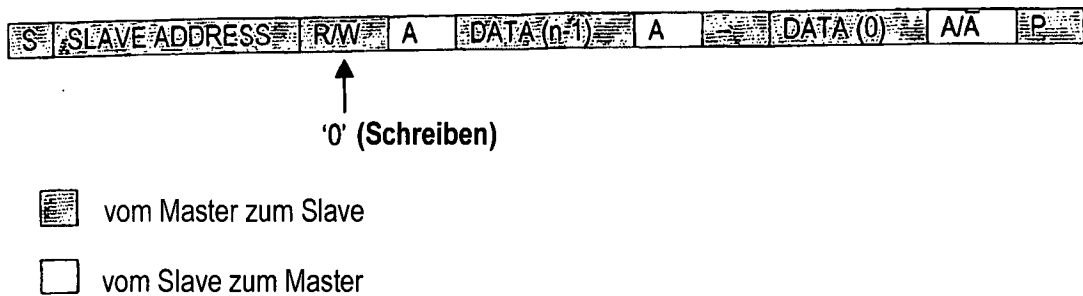 S SLAVE ADDRESS R/W̅ A DATA (n-1) A – DATA (0) A/A̅ P
'0' (Schreiben)
vom Master zum Slave
vom Slave zum Master